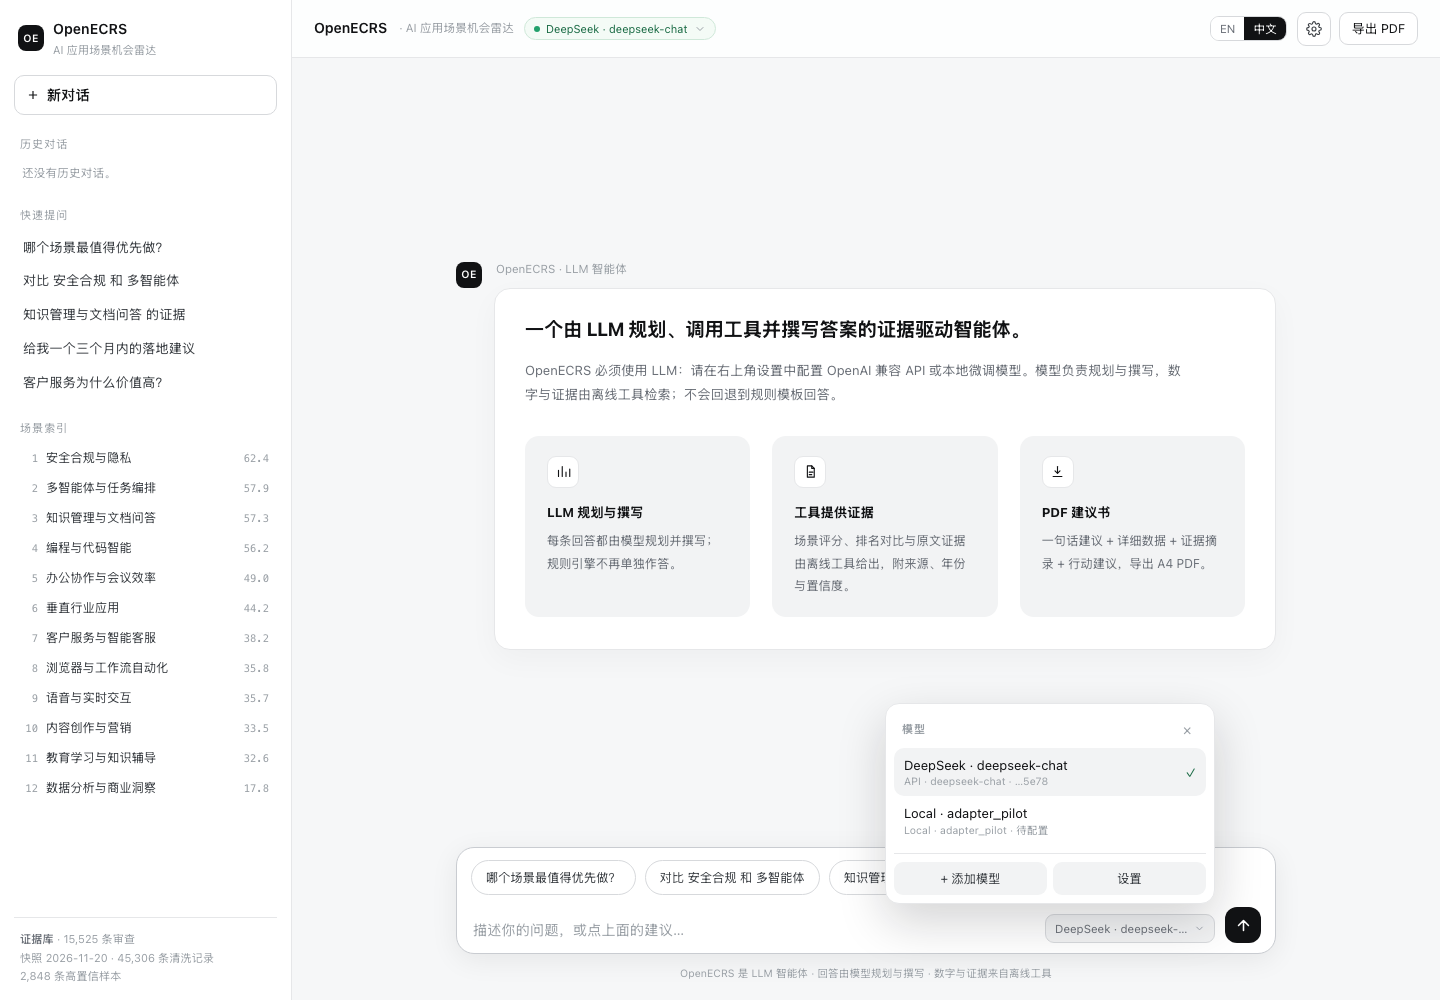 OE
OpenECRS
AI 应用场景机会雷达
+ 新对话
历史对话
还没有历史对话。
快速提问
哪个场景最值得优先做？
对比 安全合规 和 多智能体
知识管理与文档问答 的证据
给我一个三个月内的落地建议
客户服务为什么价值高？
场景索引
1 安全合规与隐私 62.4
2 多智能体与任务编排 57.9
3 知识管理与文档问答 57.3
4 编程与代码智能 56.2
5 办公协作与会议效率 49.0
6 垂直行业应用 44.2
7 客户服务与智能客服 38.2
8 浏览器与工作流自动化 35.8
9 语音与实时交互 35.7
10 内容创作与营销 33.5
11 教育学习与知识辅导 32.6
12 数据分析与商业洞察 17.8
证据库 · 15,525 条审查
快照 2026-11-20 · 45,306 条清洗记录
2,848 条高置信样本
OpenECRS · AI 应用场景机会雷达 DeepSeek · deepseek-chat
EN 中文 导出 PDF
OE
OpenECRS · LLM 智能体
一个由 LLM 规划、调用工具并撰写答案的证据驱动智能体。
OpenECRS 必须使用 LLM：请在右上角设置中配置 OpenAI 兼容 API 或本地微调模型。模型负责规划与撰写，数
字与证据由离线工具检索；不会回退到规则模板回答。
LLM 规划与撰写
每条回答都由模型规划并撰写；
规则引擎不再单独作答。
工具提供证据
场景评分、排名对比与原文证据
由离线工具给出，附来源、年份
与置信度。
PDF 建议书
一句话建议 + 详细数据 + 证据摘
录 + 行动建议，导出 A4 PDF。
模型 ×
DeepSeek · deepseek-chat ✓
API · deepseek-chat · …5e78
Local · adapter_pilot
Local · adapter_pilot · 待配置
+ 添加模型 设置
哪个场景最值得优先做？ 对比 安全合规 和 多智能体 知识管
描述你的问题，或点上面的建议…
DeepSeek · deepseek-…
OpenECRS 是 LLM 智能体 · 回答由模型规划与撰写 · 数字与证据来自离线工具